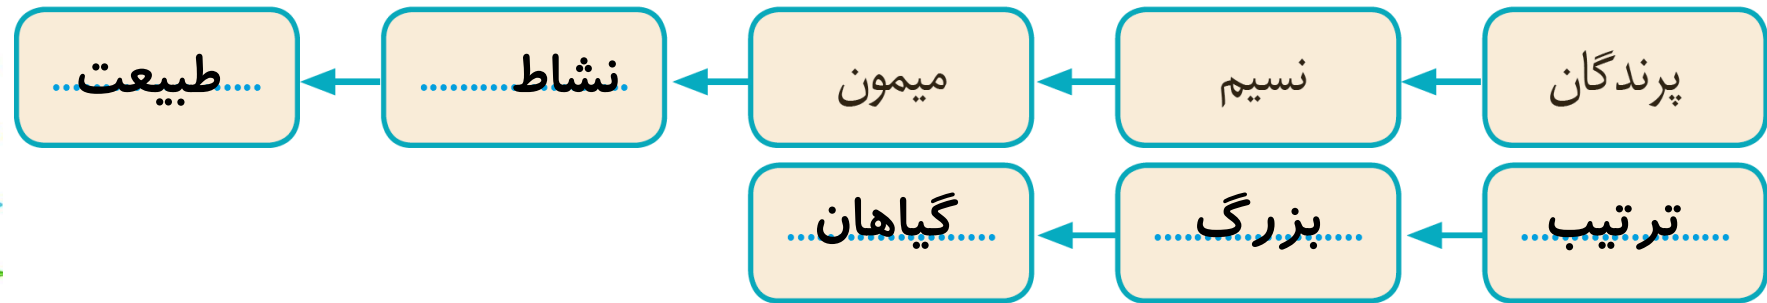 پرندگان نسیم میمون نشاط طبیعت
ترتیب بزرگ گیاهان